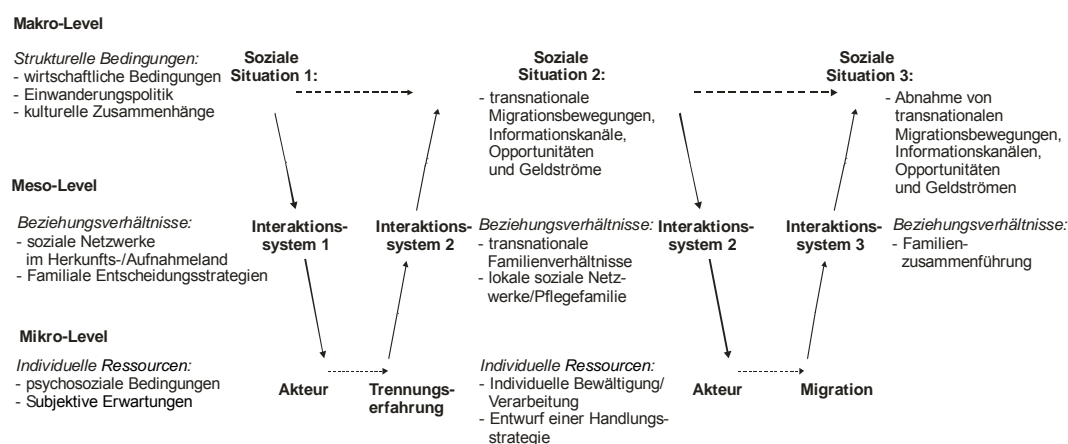 Makro-Level
Strukturelle Bedingungen:
- wirtschaftliche Bedingungen
- Einwanderungspolitik
- kulturelle Zusammenhänge
Soziale
Situation 1:
Soziale
Situation 2:
- transnationale
Migrationsbewegungen,
Informationskanäle,
Opportunitäten
und Geldströme
Soziale
Situation 3:
- Abnahme von
transnationalen
Migrationsbewegungen,
Informationskanälen,
Opportunitäten
und Geldströmen
Meso-Level
Beziehungsverhältnisse:
- soziale Netzwerke
im Herkunfts-/Aufnahmeland
- Familiale Entscheidungsstrategien
Interaktions-
system 1
Interaktions-
system 2
Beziehungsverhältnisse:
- transnationale
Familienverhältnisse
- lokale soziale Netz-
werke/Pflegefamilie
Interaktions-
system 2
Interaktions-
system 3
Beziehungsverhältnisse:
- Familien-
zusammenführung
Mikro-Level
Individuelle Ressourcen:
- psychosoziale Bedingungen
- Subjektive Erwartungen
Akteur
Trennungs-
erfahrung
Individuelle Ressourcen:
- Individuelle Bewältigung/
Verarbeitung
- Entwurf einer Handlungs-
strategie
Akteur
Migration